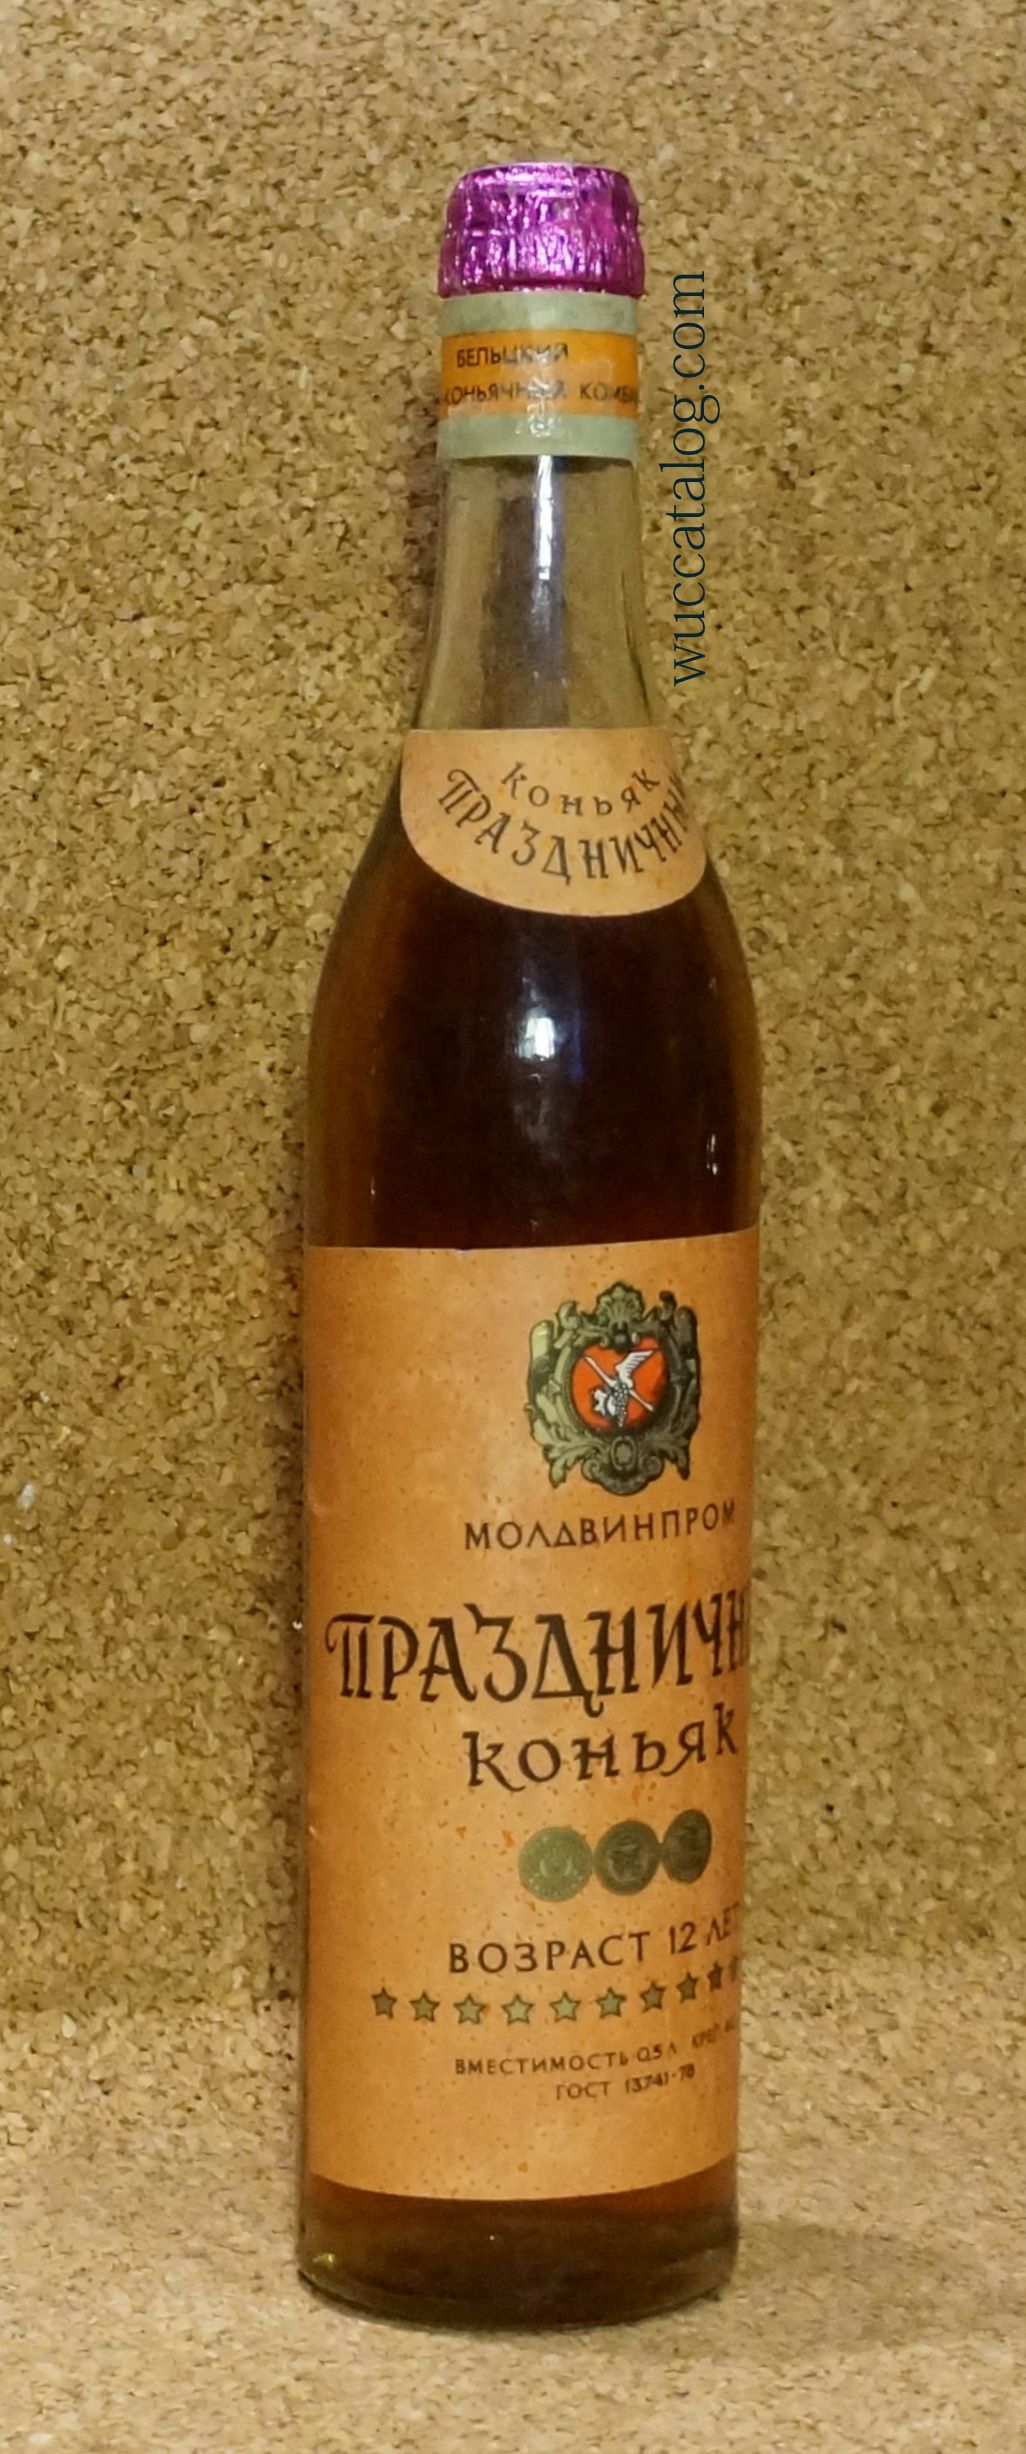 БЕЛЬЦКИЙ
КОНЬЯЧНЫЙ КОМБИ
wuccatalog.com
коньяк
ПРАЗДНИЧНЫ
МОЛДВИНПРОМ
ПРАЗДНИЧН
коньяк
ВОЗРАСТ 12 ЛЕТ
ВМЕСТИМОСТЬ 0,5 Л КРЕП
ГОСТ 13741-78